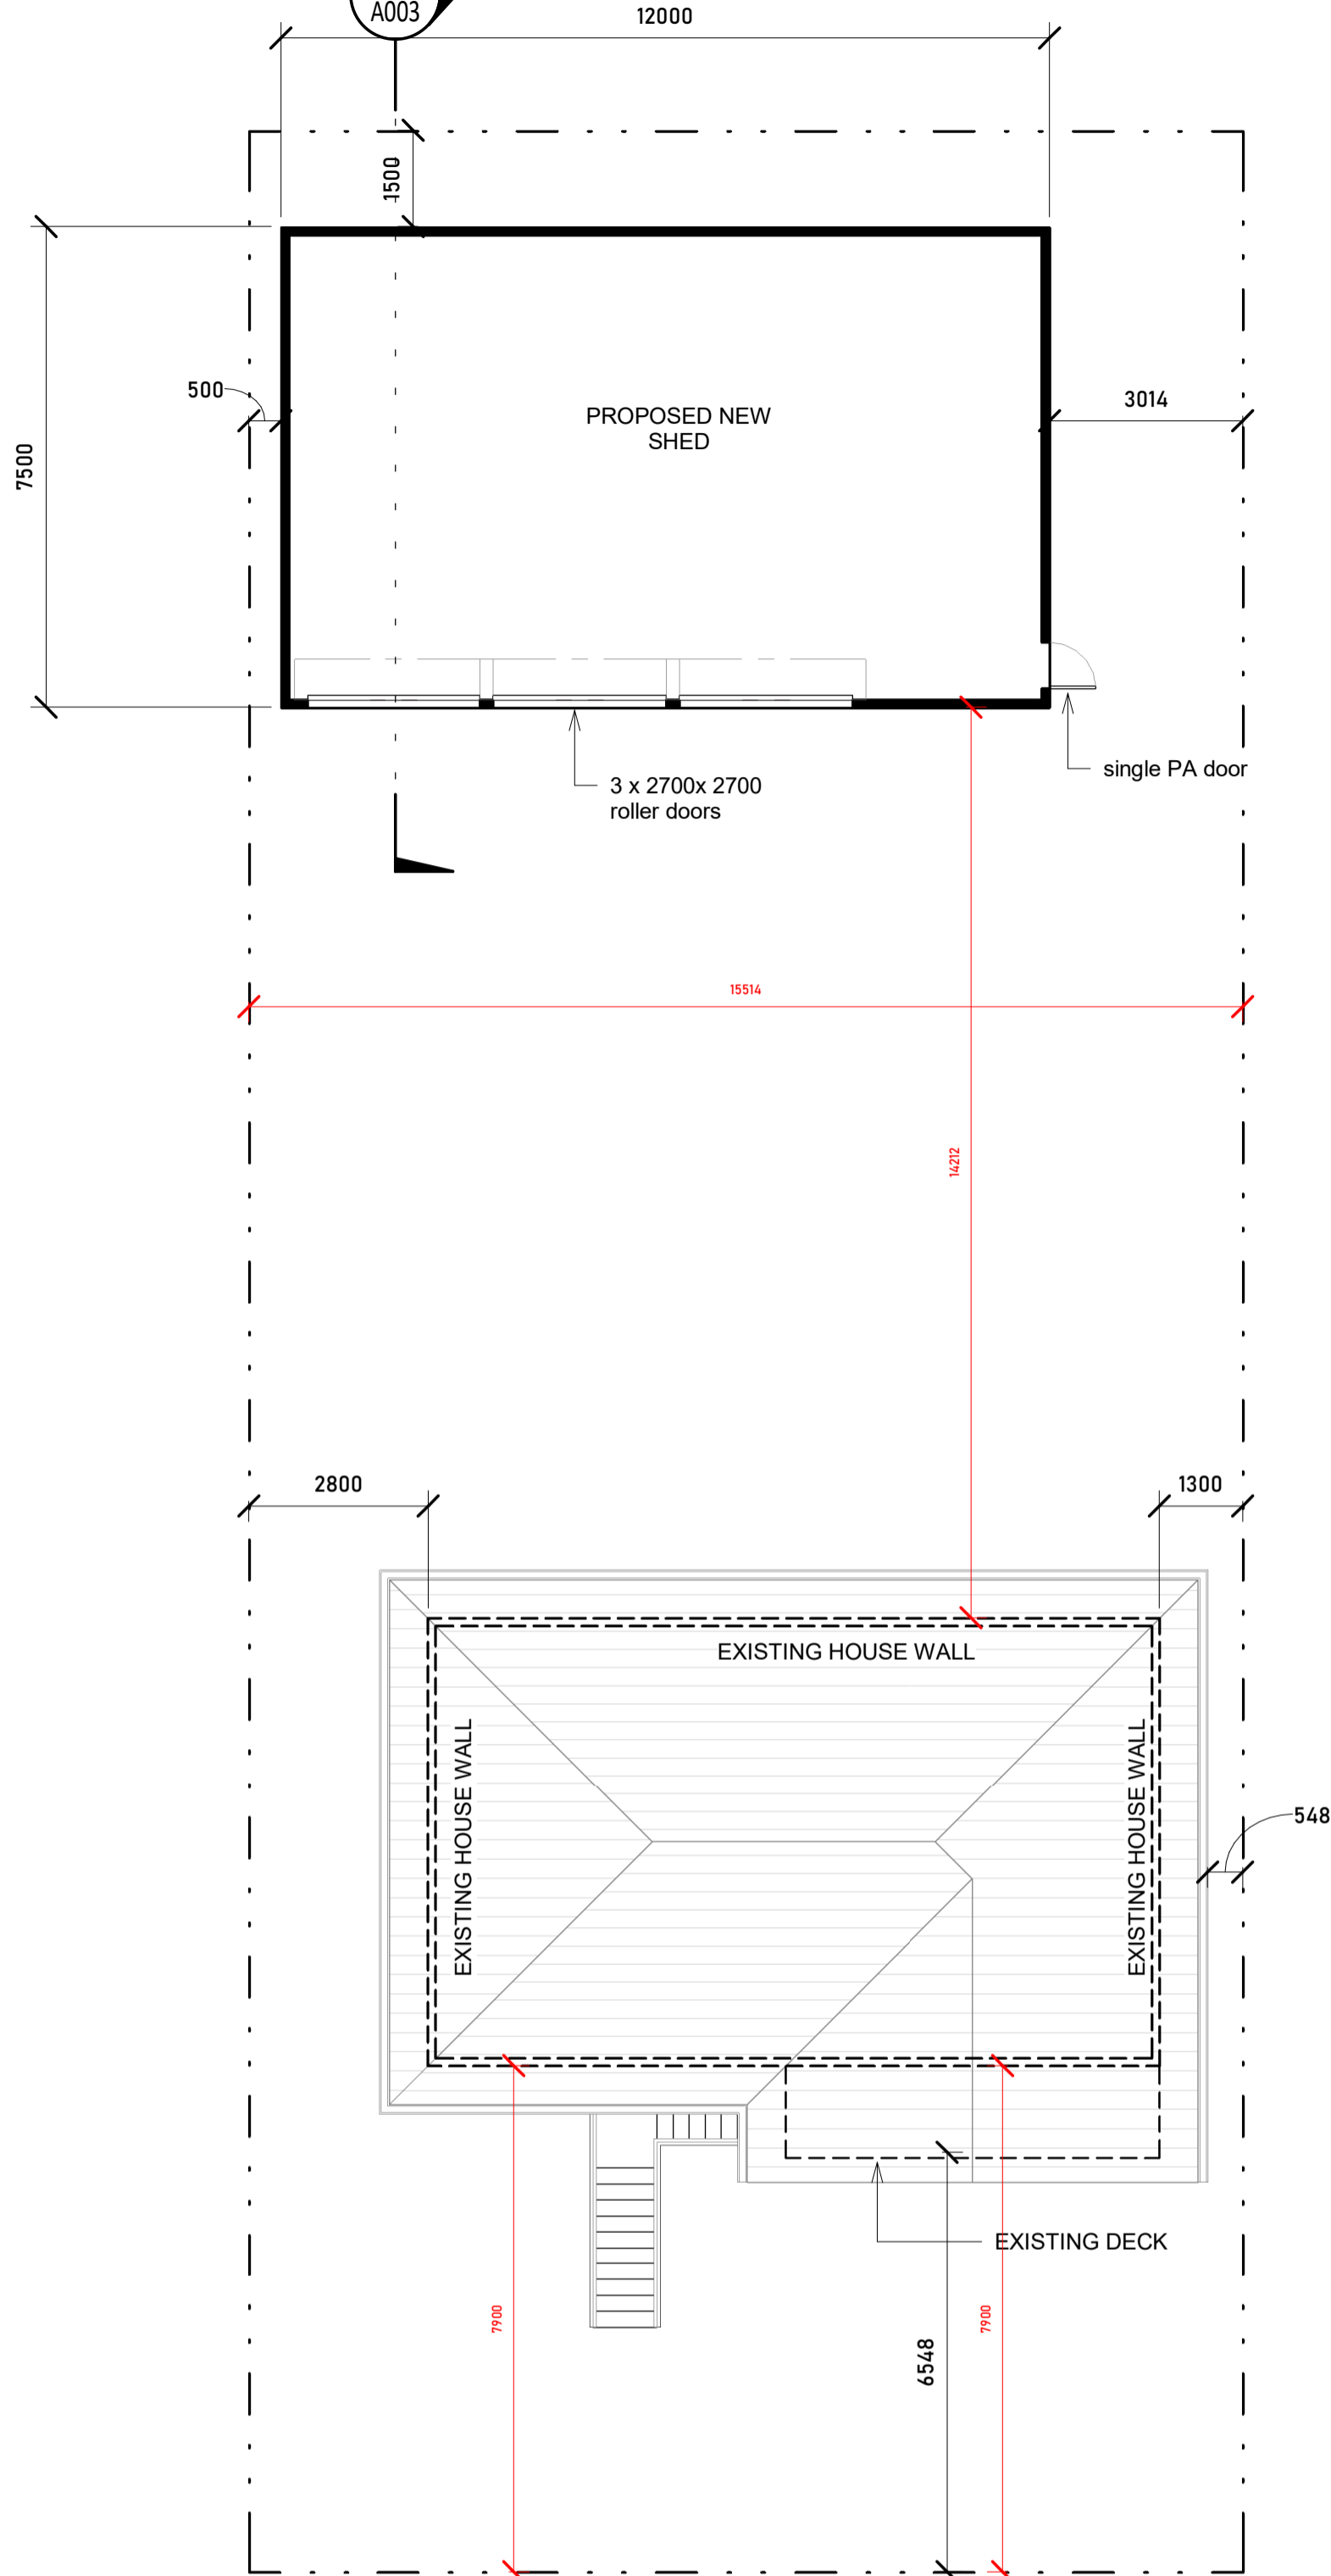 A003
12000
1500
500
3014
7500
PROPOSED NEW
SHED
single PA door
3 x 2700x 2700
roller doors
15514
14212
2800
1300
EXISTING HOUSE WALL
EXISTING HOUSE WALL
EXISTING HOUSE WALL
548
EXISTING DECK
7900
7900
6548